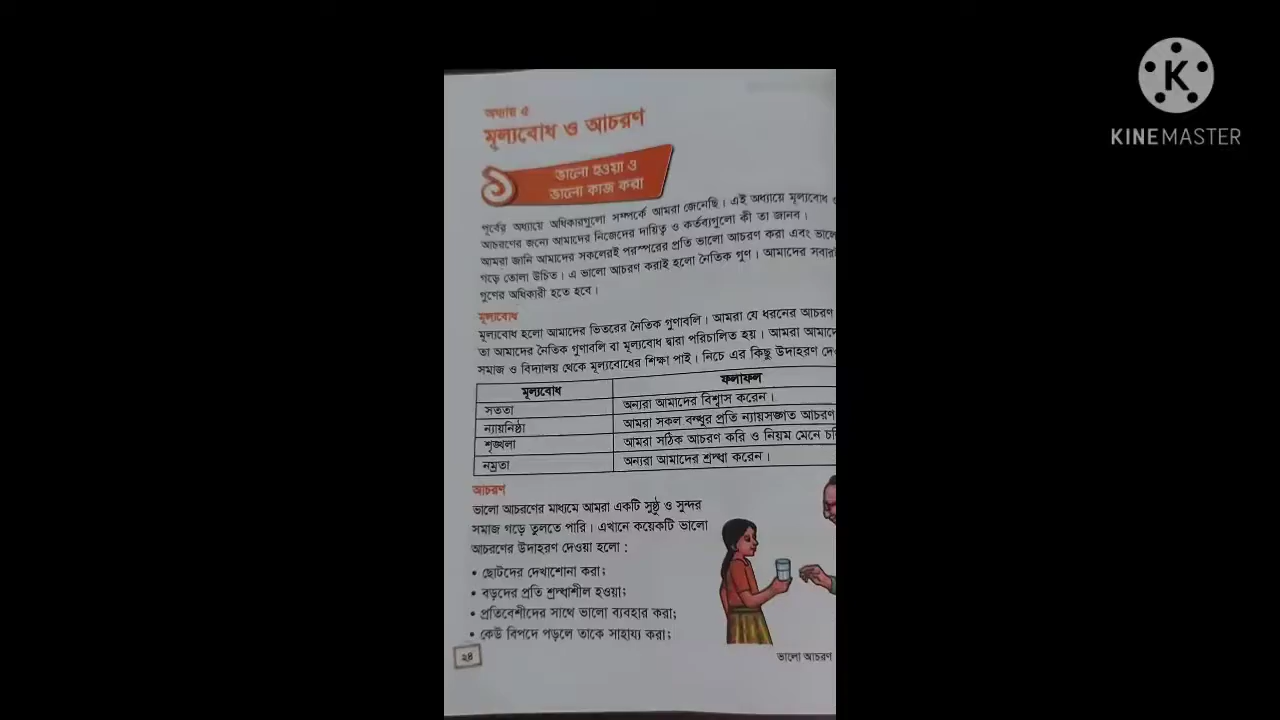 অধ্যায় ৫
মূল্যবোধ ও আচরণ
১
ভালো হওয়া ও
ভালো কাজ করা
পূর্বের অধ্যায়ে অধিকারগুলো সম্পর্কে আমরা জেনেছি। এই অধ্যায়ে মূল্যবোধ
আচরণের জন্যে আমাদের নিজেদের দায়িত্ব ও কর্তব্যগুলো কী তা জানব।
আমরা জানি আমাদের সকলেরই পরস্পরের প্রতি ভালো আচরণ করা এবং
গড়ে তোলা উচিত। এ ভালো আচরণ করাই হলো নৈতিক গুণ। আমাদের
গুণের অধিকারী হতে হবে।
মূল্যবোধ
মূল্যবোধ হলো আমাদের ভিতরের নৈতিক গুণাবলি। আমরা যে ধরনের আচরণ
তা আমাদের নৈতিক গুণাবলি বা মূল্যবোধ দ্বারা পরিচালিত হয়। আমরা
সমাজ ও বিদ্যালয় থেকে মূল্যবোধের শিক্ষা পাই। নিচে এর কিছু উদাহরণ
মূল্যবোধ ফলাফল
সততা অন্যরা আমাদের বিশ্বাস করেন।
ন্যায়নিষ্ঠা আমরা সকল বন্ধুর প্রতি ন্যায়সঙ্গত আচরণ
শৃঙ্খলা আমরা সঠিক আচরণ করি ও নিয়ম মেনে
নম্রতা অন্যরা আমাদের শ্রদ্ধা করেন।
আচরণ
ভালো আচরণের মাধ্যমে আমরা একটি সুষ্ঠু ও সুন্দর
সমাজ গড়ে তুলতে পারি। এখানে কয়েকটি ভালো
আচরণের উদাহরণ দেওয়া হলো :
• ছোটদের দেখাশোনা করা;
• বড়দের প্রতি শ্রদ্ধাশীল হওয়া;
• প্রতিবেশীদের সাথে ভালো ব্যবহার করা;
• কেউ বিপদে পড়লে তাকে সাহায্য করা;
২৪
ভালো আচরণ
K
KINEMASTER